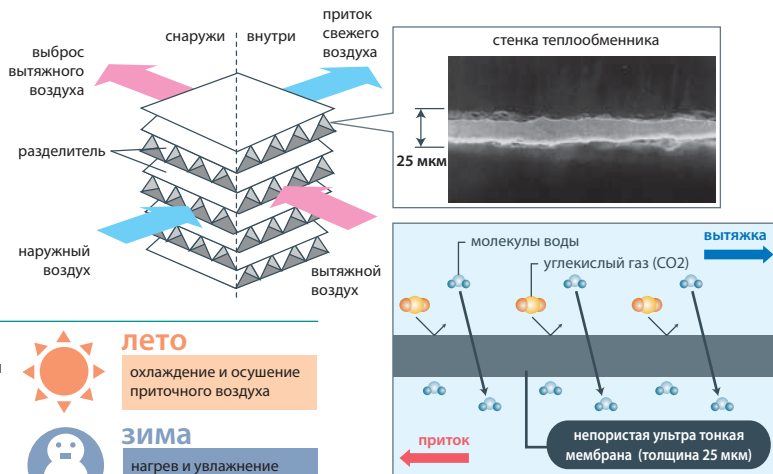 снаружи
внутри
приток
свежего
воздуха
выброс
вытяжного
воздуха
разделитель
наружный
воздух
вытяжной
воздух
стенка теплообменника
25 мкм
молекулы воды
углекислый газ (CO2)
вытяжка
приток
непористая ультра тонкая
мембрана (толщина 25 мкм)
лето
охлаждение и осушение
приточного воздуха
зима
нагрев и увлажнение